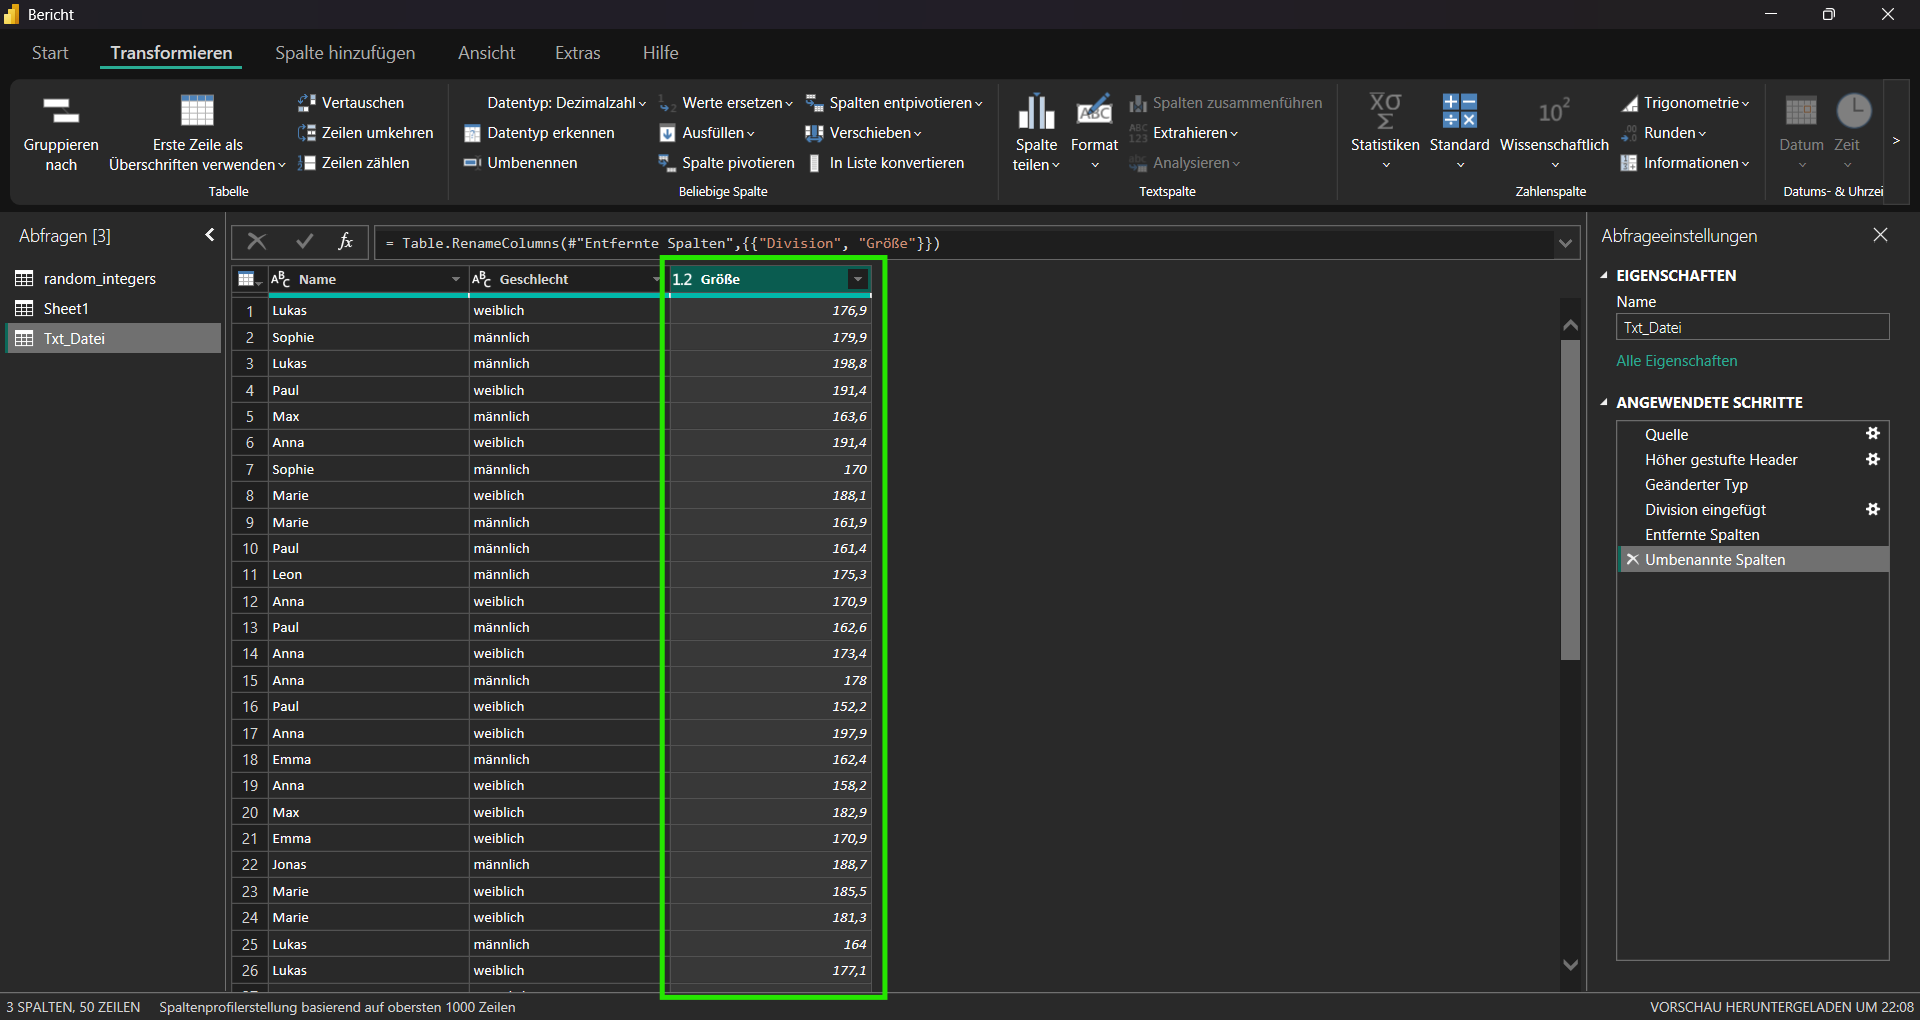 Bericht
Start Transformieren Spalte hinzufügen Ansicht Extras Hilfe
Gruppieren nach
Erste Zeile als Überschriften verwenden
Vertauschen
Zeilen umkehren
Zeilen zählen
Tabelle
Datentyp: Dezimalzahl
Datentyp erkennen
Umbenennen
Werte ersetzen
Ausfüllen
Spalte pivotieren
Spalten entpivotieren
Verschieben
In Liste konvertieren
Beliebige Spalte
Spalte teilen
Format
Spalten zusammenführen
Extrahieren
Analysieren
Textspalte
Statistiken
Standard
10² Wissenschaftlich
Trigonometrie
Runden
Informationen
Zahlenspalte
Datum
Zeit
Datums- & Uhrzei
Abfragen [3]
random_integers
Sheet1
Txt_Datei
fx = Table.RenameColumns(#"Entfernte Spalten",{{"Division", "Größe"}})
ABC Name ABC Geschlecht 1.2 Größe
1 Lukas weiblich 176,9
2 Sophie männlich 179,9
3 Lukas männlich 198,8
4 Paul weiblich 191,4
5 Max männlich 163,6
6 Anna weiblich 191,4
7 Sophie männlich 170
8 Marie weiblich 188,1
9 Marie männlich 161,9
10 Paul männlich 161,4
11 Leon männlich 175,3
12 Anna weiblich 170,9
13 Paul männlich 162,6
14 Anna weiblich 173,4
15 Anna männlich 178
16 Paul weiblich 152,2
17 Anna weiblich 197,9
18 Emma männlich 162,4
19 Anna weiblich 158,2
20 Max weiblich 182,9
21 Emma weiblich 170,9
22 Jonas männlich 188,7
23 Marie weiblich 185,5
24 Marie weiblich 181,3
25 Lukas männlich 164
26 Lukas weiblich 177,1
Abfrageeinstellungen
EIGENSCHAFTEN
Name
Txt_Datei
Alle Eigenschaften
ANGEWENDETE SCHRITTE
Quelle
Höher gestufte Header
Geänderter Typ
Division eingefügt
Entfernte Spalten
Umbenannte Spalten
3 SPALTEN, 50 ZEILEN Spaltenprofilerstellung basierend auf obersten 1000 Zeilen
VORSCHAU HERUNTERGELADEN UM 22:08